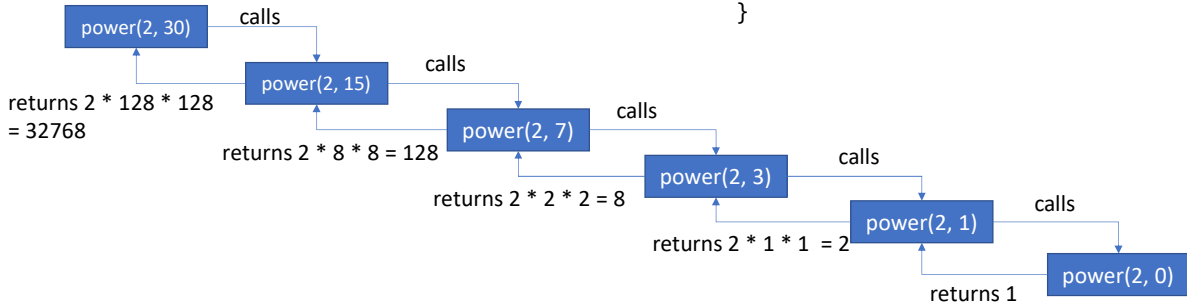 }
calls
power(2, 30)
calls
power(2, 15)
returns 2 * 128 * 128
= 32768
calls
power(2, 7)
returns 2 * 8 * 8 = 128
calls
power(2, 3)
returns 2 * 2 * 2 = 8
calls
power(2, 1)
returns 2 * 1 * 1  = 2
power(2, 0)
returns 1